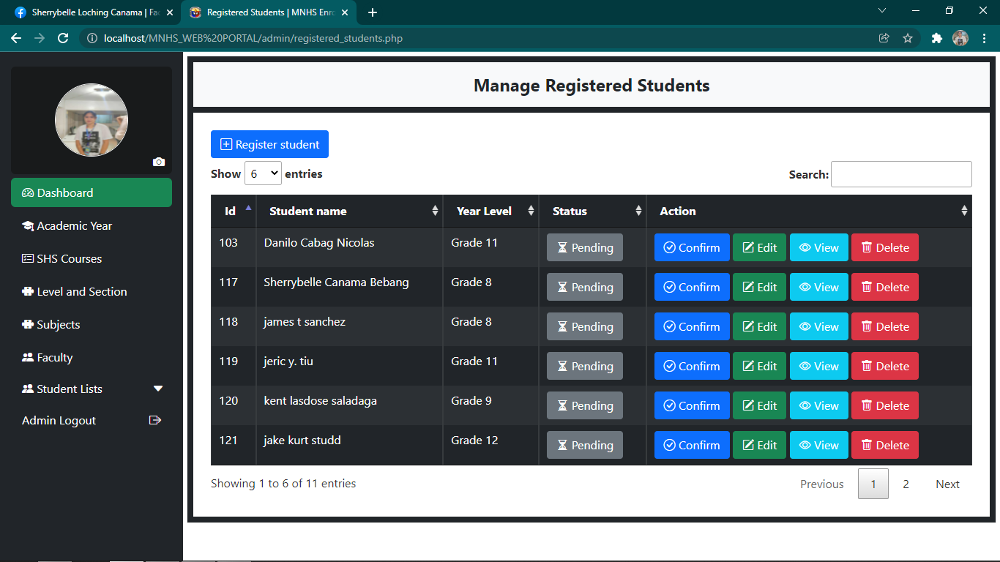 Sherrybelle Loching Canama | Fac
Registered Students | MNHS Enro
localhost/MNHS_WEB%20PORTAL/admin/registered_students.php
Dashboard
Academic Year
SHS Courses
Level and Section
Subjects
Faculty
Student Lists
Admin Logout
Manage Registered Students
Register student
Show 6 entries Search:
Id Student name Year Level Status Action
103 Danilo Cabag Nicolas Grade 11 Pending Confirm Edit View Delete
117 Sherrybelle Canama Bebang Grade 8 Pending Confirm Edit View Delete
118 james t sanchez Grade 8 Pending Confirm Edit View Delete
119 jeric y. tiu Grade 11 Pending Confirm Edit View Delete
120 kent lasdose saladaga Grade 9 Pending Confirm Edit View Delete
121 jake kurt studd Grade 12 Pending Confirm Edit View Delete
Showing 1 to 6 of 11 entries Previous 1 2 Next